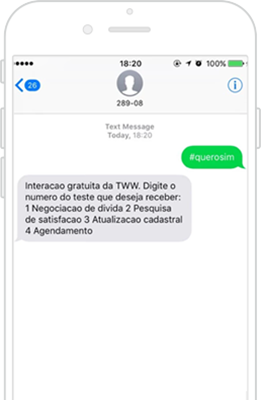 18:20
100%
26
289-08
Text Message
Today, 18:20
#querosim
Interacao gratuita da TWW. Digite o
numero do teste que deseja receber:
1 Negociacao de divida 2 Pesquisa
de satisfacao 3 Atualizacao cadastral
4 Agendamento